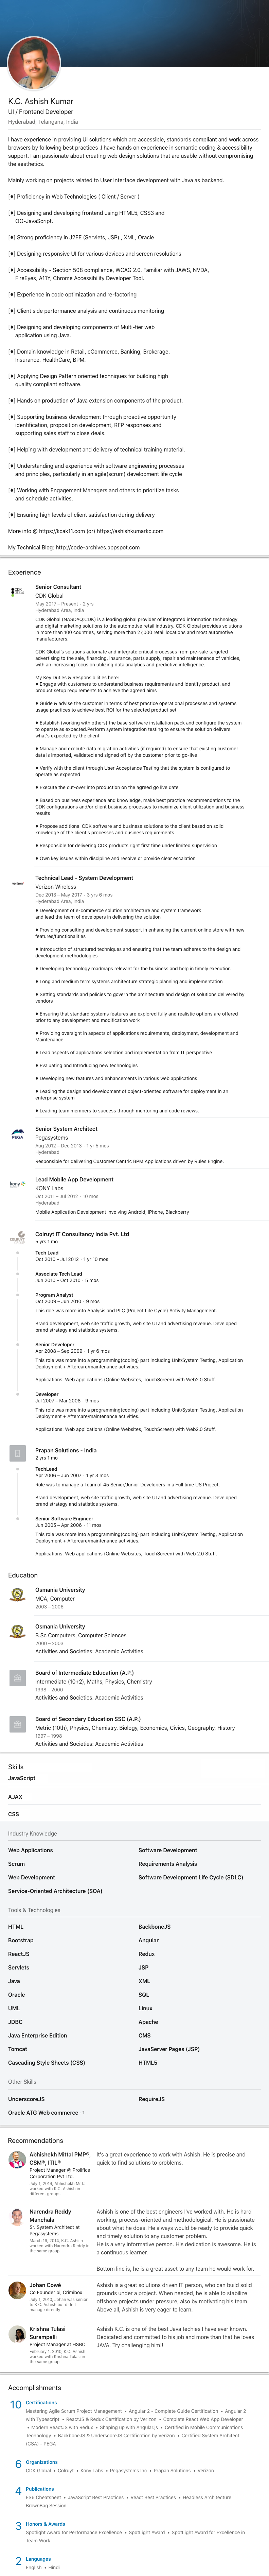 K.C. Ashish Kumar
UI / Frontend Developer
Hyderabad, Telangana, India
I have experience in providing UI solutions which are accessible, standards compliant and work across
browsers by following best practices .I have hands on experience in semantic coding & accessibility
support. I am passionate about creating web design solutions that are usable without compromising
the aesthetics.
Mainly working on projects related to User Interface development with Java as backend.
[♦] Proficiency in Web Technologies ( Client / Server )
[♦] Designing and developing frontend using HTML5, CSS3 and
OO-JavaScript.
[♦] Strong proficiency in J2EE (Servlets, JSP) , XML, Oracle
[♦] Designing responsive UI for various devices and screen resolutions
[♦] Accessibility - Section 508 compliance, WCAG 2.0. Familiar with JAWS, NVDA,
FireEyes, A11Y, Chrome Accessibility Developer Tool.
[♦] Experience in code optimization and re-factoring
[♦] Client side performance analysis and continuous monitoring
[♦] Designing and developing components of Multi-tier web
application using Java.
[♦] Domain knowledge in Retail, eCommerce, Banking, Brokerage,
Insurance, HealthCare, BPM.
[♦] Applying Design Pattern oriented techniques for building high
quality compliant software.
[♦] Hands on production of Java extension components of the product.
[♦] Supporting business development through proactive opportunity
identification, proposition development, RFP responses and
supporting sales staff to close deals.
[♦] Helping with development and delivery of technical training material.
[♦] Understanding and experience with software engineering processes
and principles, particularly in an agile(scrum) development life cycle
[♦] Working with Engagement Managers and others to prioritize tasks
and schedule activities.
[♦] Ensuring high levels of client satisfaction during delivery
More info @ https://kcak11.com (or) https://ashishkumarkc.com
My Technical Blog: http://code-archives.appspot.com
Experience
Senior Consultant
CDK Global
May 2017 – Present · 2 yrs
Hyderabad Area, India
CDK Global (NASDAQ:CDK) is a leading global provider of integrated information technology
and digital marketing solutions to the automotive retail industry. CDK Global provides solutions
in more than 100 countries, serving more than 27,000 retail locations and most automotive
manufacturers.
CDK Global's solutions automate and integrate critical processes from pre-sale targeted
advertising to the sale, financing, insurance, parts supply, repair and maintenance of vehicles,
with an increasing focus on utilizing data analytics and predictive intelligence.
My Key Duties & Responsibilities here:
♦ Engage with customers to understand business requirements and identify product, and
product setup requirements to achieve the agreed aims
♦ Guide & advise the customer in terms of best practice operational processes and systems
usage practices to achieve best ROI for the selected product set
♦ Establish (working with others) the base software installation pack and configure the system
to operate as expected.Perform system integration testing to ensure the solution delivers
what's expected by the client
♦ Manage and execute data migration activities (if required) to ensure that existing customer
data is imported, validated and signed off by the customer prior to go-live
♦ Verify with the client through User Acceptance Testing that the system is configured to
operate as expected
♦ Execute the cut-over into production on the agreed go live date
♦ Based on business experience and knowledge, make best practice recommendations to the
CDK configurations and/or client business processes to maximize client utilization and business
results
♦ Propose additional CDK software and business solutions to the client based on solid
knowledge of the client's processes and business requirements
♦ Responsible for delivering CDK products right first time under limited supervision
♦ Own key issues within discipline and resolve or provide clear escalation
Technical Lead - System Development
Verizon Wireless
Dec 2013 – May 2017 · 3 yrs 6 mos
Hyderabad Area, India
♦ Development of e-commerce solution architecture and system framework
and lead the team of developers in delivering the solution
♦ Providing consulting and development support in enhancing the current online store with new
features/functionalities
♦ Introduction of structured techniques and ensuring that the team adheres to the design and
development methodologies
♦ Developing technology roadmaps relevant for the business and help in timely execution
♦ Long and medium term systems architecture strategic planning and implementation
♦ Setting standards and policies to govern the architecture and design of solutions delivered by
vendors
♦ Ensuring that standard systems features are explored fully and realistic options are offered
prior to any development and modification work
♦ Providing oversight in aspects of applications requirements, deployment, development and
Maintenance
♦ Lead aspects of applications selection and implementation from IT perspective
♦ Evaluating and Introducing new technologies
♦ Developing new features and enhancements in various web applications
♦ Leading the design and development of object-oriented software for deployment in an
enterprise system
♦ Leading team members to success through mentoring and code reviews.
Senior System Architect
Pegasystems
Aug 2012 – Dec 2013 · 1 yr 5 mos
Hyderabad
Responsible for delivering Customer Centric BPM Applications driven by Rules Engine.
Lead Mobile App Development
KONY Labs
Oct 2011 – Jul 2012 · 10 mos
Hyderabad
Mobile Application Development involving Android, iPhone, Blackberry
Colruyt IT Consultancy India Pvt. Ltd
5 yrs 1 mo
Tech Lead
Oct 2010 – Jul 2012 · 1 yr 10 mos
Associate Tech Lead
Jun 2010 – Oct 2010 · 5 mos
Program Analyst
Oct 2009 – Jun 2010 · 9 mos
This role was more into Analysis and PLC (Project Life Cycle) Activity Management.
Brand development, web site traffic growth, web site UI and advertising revenue. Developed
brand strategy and statistics systems.
Senior Developer
Apr 2008 – Sep 2009 · 1 yr 6 mos
This role was more into a programming(coding) part including Unit/System Testing, Application
Deployment + Aftercare/maintenance activities.
Applications: Web applications (Online Websites, TouchScreen) with Web2.0 Stuff.
Developer
Jul 2007 – Mar 2008 · 9 mos
This role was more into a programming(coding) part including Unit/System Testing, Application
Deployment + Aftercare/maintenance activities.
Applications: Web applications (Online Websites, TouchScreen) with Web2.0 Stuff.
Prapan Solutions - India
2 yrs 1 mo
TechLead
Apr 2006 – Jun 2007 · 1 yr 3 mos
Role was to manage a Team of 45 Senior/Junior Developers in a Full time US Project.
Brand development, web site traffic growth, web site UI and advertising revenue. Developed
brand strategy and statistics systems.
Senior Software Engineer
Jun 2005 – Apr 2006 · 11 mos
This role was more into a programming(coding) part including Unit/System Testing, Application
Deployment + Aftercare/maintenance activities.
Applications: Web applications (Online Websites, TouchScreen) with Web 2.0 Stuff.
Education
Osmania University
MCA, Computer
2003 – 2006
Osmania University
B.Sc Computers, Computer Sciences
2000 – 2003
Activities and Societies: Academic Activities
Board of Intermediate Education (A.P.)
Intermediate (10+2), Maths, Physics, Chemistry
1998 – 2000
Activities and Societies: Academic Activities
Board of Secondary Education SSC (A.P.)
Metric (10th), Physics, Chemistry, Biology, Economics, Civics, Geography, History
1997 – 1998
Activities and Societies: Academic Activities
Skills
JavaScript
AJAX
CSS
Industry Knowledge
Web Applications Software Development
Scrum Requirements Analysis
Web Development Software Development Life Cycle (SDLC)
Service-Oriented Architecture (SOA)
Tools & Technologies
HTML BackboneJS
Bootstrap Angular
ReactJS Redux
Servlets JSP
Java XML
Oracle SQL
UML Linux
JDBC Apache
Java Enterprise Edition CMS
Tomcat JavaServer Pages (JSP)
Cascading Style Sheets (CSS) HTML5
Other Skills
UnderscoreJS RequireJS
Oracle ATG Web commerce · 1
Recommendations
Abhishekh Mittal PMP®,
CSM®, ITIL®
Project Manager @ Prolifics
Corporation Pvt Ltd.
July 1, 2014, Abhishekh Mittal
worked with K.C. Ashish in
different groups
It's a great experience to work with Ashish. He is precise and
quick to find solutions to problems.
Narendra Reddy
Manchala
Sr. System Architect at
Pegasystems
March 16, 2014, K.C. Ashish
worked with Narendra Reddy in
the same group
Ashish is one of the best engineers I've worked with. He is hard
working, process-oriented and methodological. He is passionate
about what he does. He always would be ready to provide quick
and timely solution to any customer problem.
He is a very informative person. His dedication is awesome. He is
a continuous learner.
Bottom line is, he is a great asset to any team he would work for.
Johan Cowé
Co Founder bij Crimibox
July 1, 2010, Johan was senior
to K.C. Ashish but didn't
manage directly
Ashish is a great solutions driven IT person, who can build solid
grounds under a project. When needed, he is able to stabilize
offshore projects under pressure, also by motivating his team.
Above all, Ashish is very eager to learn.
Krishna Tulasi
Surampalli
Project Manager at HSBC
February 1, 2010, K.C. Ashish
worked with Krishna Tulasi in
the same group
Ashish K.C. is one of the best Java techies i have ever known.
Dedicated and committed to his job and more than that he loves
JAVA. Try challenging him!!
Accomplishments
10 Certifications
Mastering Agile Scrum Project Management • Angular 2 - Complete Guide Certification • Angular 2
with Typescript • ReactJS & Redux Certification by Verizon • Complete React Web App Developer
• Modern ReactJS with Redux • Shaping up with Angular.js • Certified in Mobile Communications
Technology • BackboneJS & UnderscoreJS Certification by Verizon • Certified System Architect
(CSA) - PEGA
6 Organizations
CDK Global • Colruyt • Kony Labs • Pegasystems Inc • Prapan Solutions • Verizon
4 Publications
ES6 Cheatsheet • JavaScript Best Practices • React Best Practices • Headless Architecture
BrownBag Session
3 Honors & Awards
Spotlight Award for Performance Excellence • SpotLight Award • SpotLight Award for Excellence in
Team Work
2 Languages
English • Hindi